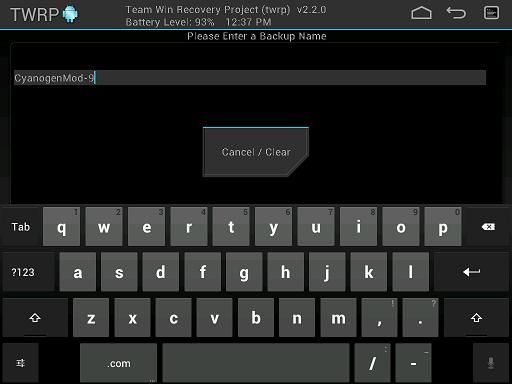 TWRP Team Win Recovery Project (twrp) v2.2.0
Battery Level: 93% 12:37 PM
Please Enter a Backup Name
CyanogenMod-9
Cancel / Clear
Tab q 1 w 2 e 3 r 4 t 5 y 6 u 7 i 8 o 9 p 0
?123 a s d f g h j k l
z x c v b n m , ! . ?
.com ... / : - _